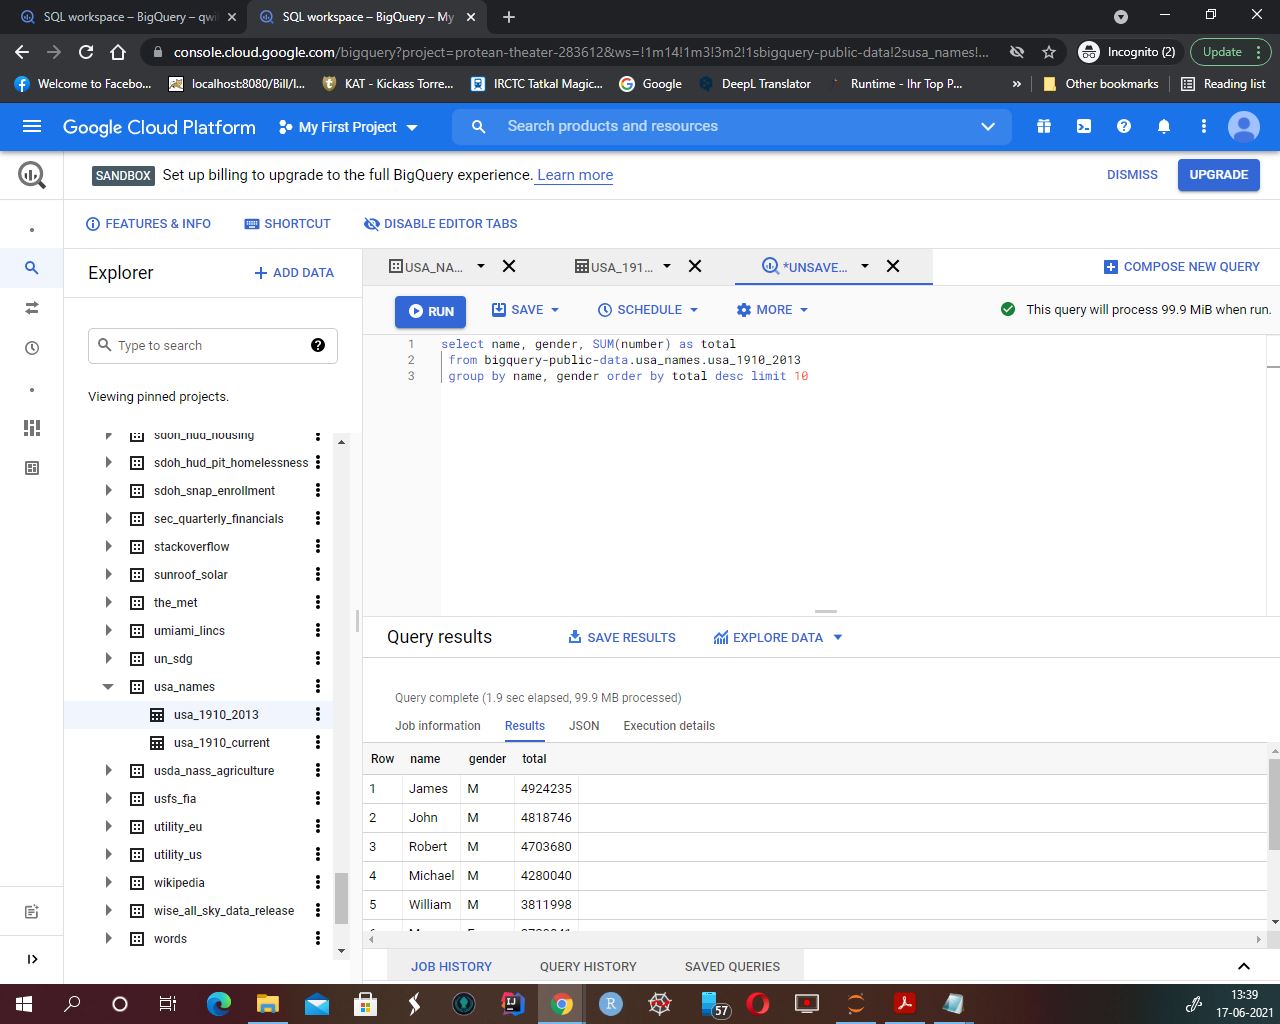 SQL workspace – BigQuery – qwi
SQL workspace – BigQuery – My
console.cloud.google.com/bigquery?project=protean-theater-283612&ws=!1m14!1m3!3m2!1sbigquery-public-data!2susa_names!...
Incognito (2)
Update
Welcome to Facebo...
localhost:8080/Bill/l...
KAT - Kickass Torre...
IRCTC Tatkal Magic...
Google
DeepL Translator
Runtime - Ihr Top P...
»
Other bookmarks
Reading list
Google Cloud Platform
My First Project
Search products and resources
SANDBOX Set up billing to upgrade to the full BigQuery experience. Learn more
DISMISS
UPGRADE
FEATURES & INFO
SHORTCUT
DISABLE EDITOR TABS
Explorer
+ ADD DATA
USA_NA...
USA_191...
*UNSAVE...
COMPOSE NEW QUERY
RUN
SAVE
SCHEDULE
MORE
This query will process 99.9 MiB when run.
Type to search
Viewing pinned projects.
1 select name, gender, SUM(number) as total
2 from bigquery-public-data.usa_names.usa_1910_2013
3 group by name, gender order by total desc limit 10
sdoh_hud_housing
sdoh_hud_pit_homelessness
sdoh_snap_enrollment
sec_quarterly_financials
stackoverflow
sunroof_solar
the_met
umiami_lincs
un_sdg
usa_names
usa_1910_2013
usa_1910_current
usda_nass_agriculture
usfs_fia
utility_eu
utility_us
wikipedia
wise_all_sky_data_release
words
Query results
SAVE RESULTS
EXPLORE DATA
Query complete (1.9 sec elapsed, 99.9 MB processed)
Job information
Results
JSON
Execution details
Row name gender total
1 James M 4924235
2 John M 4818746
3 Robert M 4703680
4 Michael M 4280040
5 William M 3811998
JOB HISTORY
QUERY HISTORY
SAVED QUERIES
57
13:39
17-06-2021